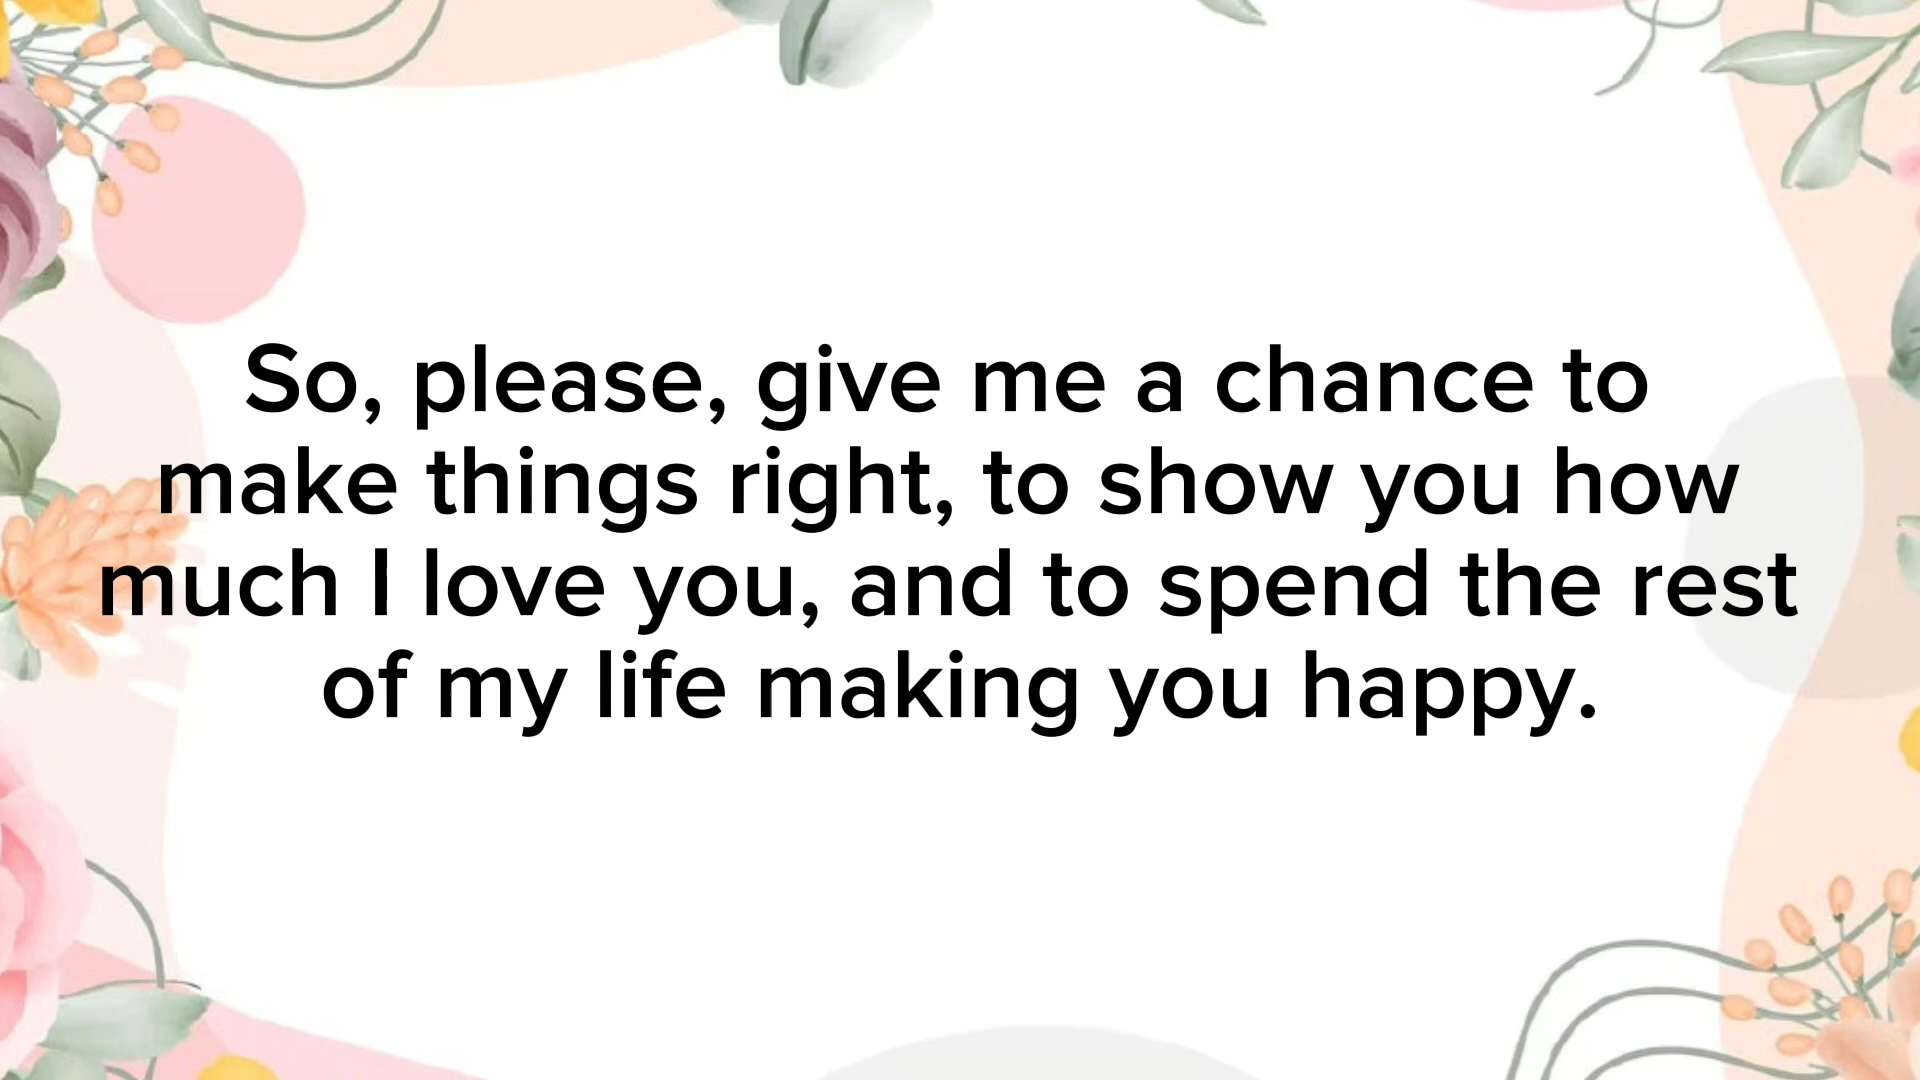 So, please, give me a chance to
make things right, to show you how
much I love you, and to spend the rest
of my life making you happy.